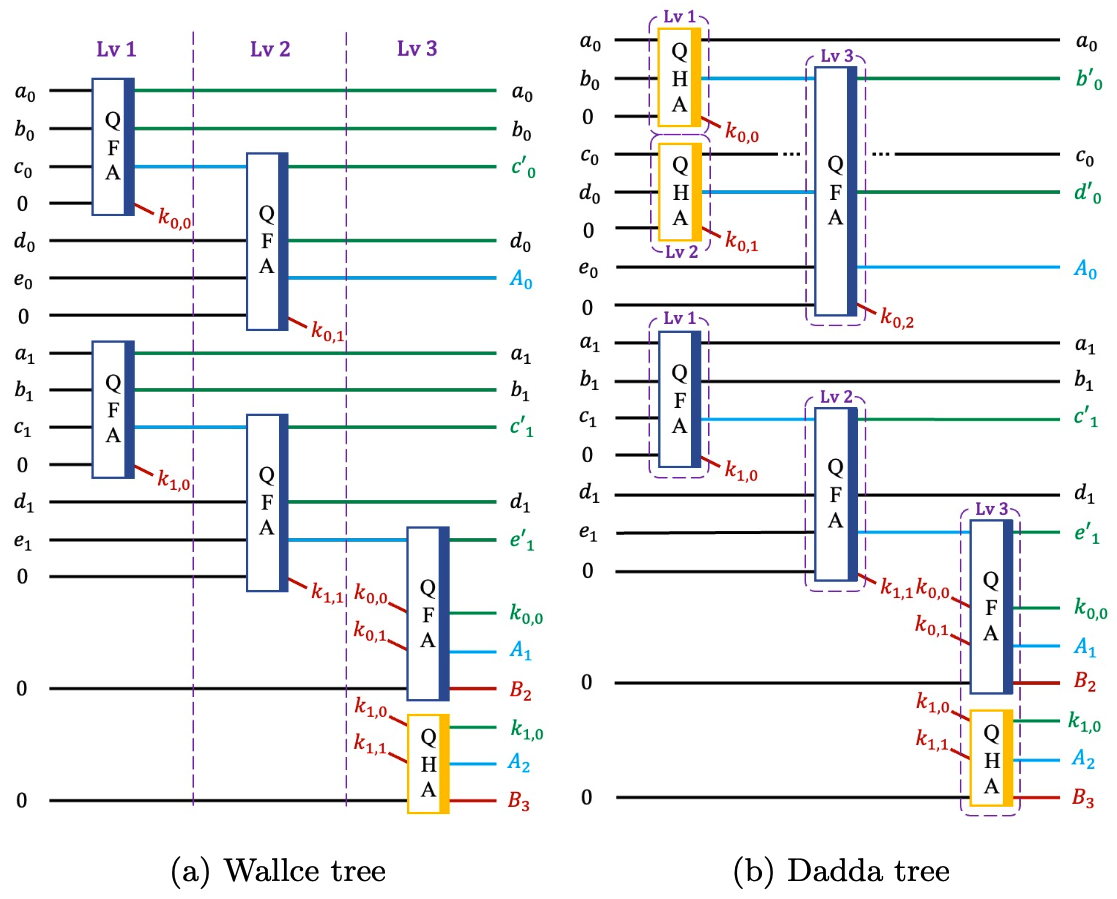 Lv 1 Lv 2 Lv 3
a₀ QFA a₀
b₀ b₀
c₀ c′₀
0 k₀,₀
d₀ QFA d₀
e₀ A₀
0 k₀,₁
a₁ QFA a₁
b₁ b₁
c₁ c′₁
0 k₁,₀
d₁ QFA d₁
e₁ e′₁
0 k₁,₁ k₀,₀ QFA k₀,₀
k₀,₁ A₁
0 B₂
k₁,₀ QHA k₁,₀
k₁,₁ A₂
0 B₃
(a) Wallce tree
Lv 1
a₀ QHA a₀
Lv 3
b₀ b′₀
0 k₀,₀
c₀ QHA ... QFA ... c₀
d₀ d′₀
0 k₀,₁
Lv 2
e₀ A₀
0 k₀,₂
Lv 1
a₁ QFA a₁
b₁ b₁
Lv 2
c₁ c′₁
0 k₁,₀
d₁ QFA d₁
Lv 3
e₁ e′₁
0 k₁,₁ k₀,₀ QFA k₀,₀
k₀,₁ A₁
0 B₂
k₁,₀ QHA k₁,₀
k₁,₁ A₂
0 B₃
(b) Dadda tree